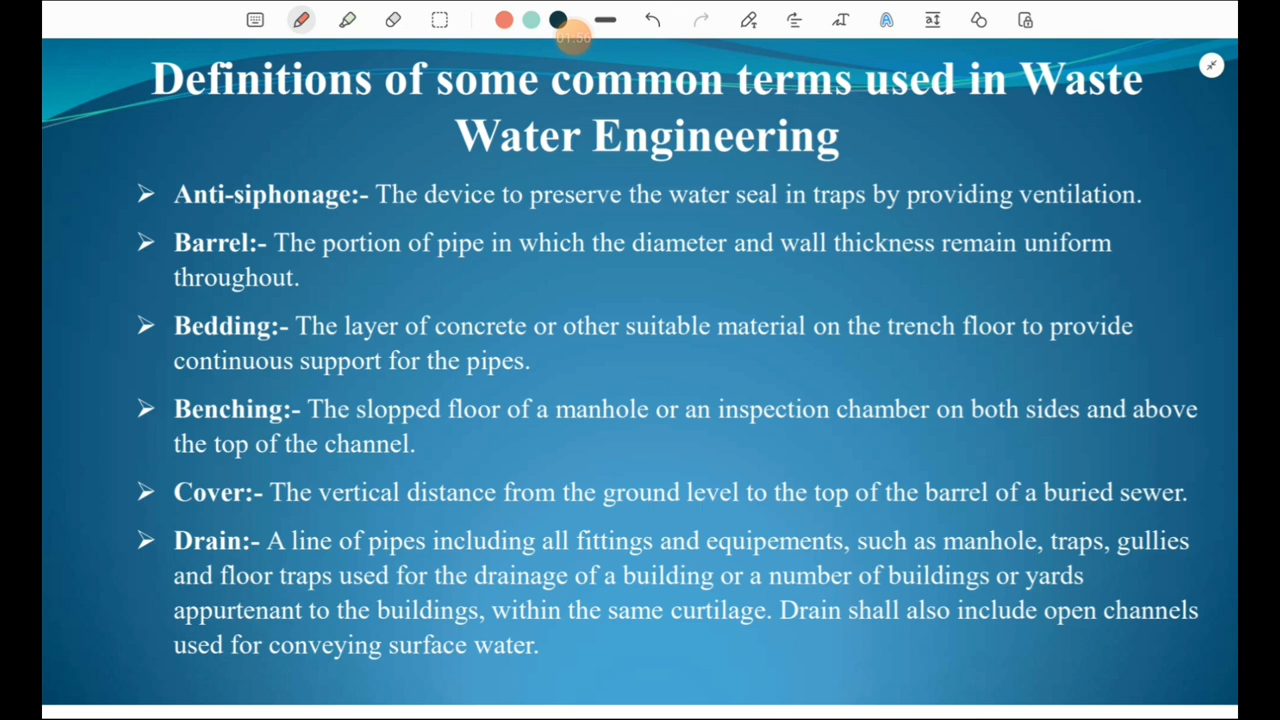 01:56
Definitions of some common terms used in Waste
Water Engineering
➢ Anti-siphonage:- The device to preserve the water seal in traps by providing ventilation.
➢ Barrel:- The portion of pipe in which the diameter and wall thickness remain uniform
throughout.
➢ Bedding:- The layer of concrete or other suitable material on the trench floor to provide
continuous support for the pipes.
➢ Benching:- The slopped floor of a manhole or an inspection chamber on both sides and above
the top of the channel.
➢ Cover:- The vertical distance from the ground level to the top of the barrel of a buried sewer.
➢ Drain:- A line of pipes including all fittings and equipements, such as manhole, traps, gullies
and floor traps used for the drainage of a building or a number of buildings or yards
appurtenant to the buildings, within the same curtilage. Drain shall also include open channels
used for conveying surface water.